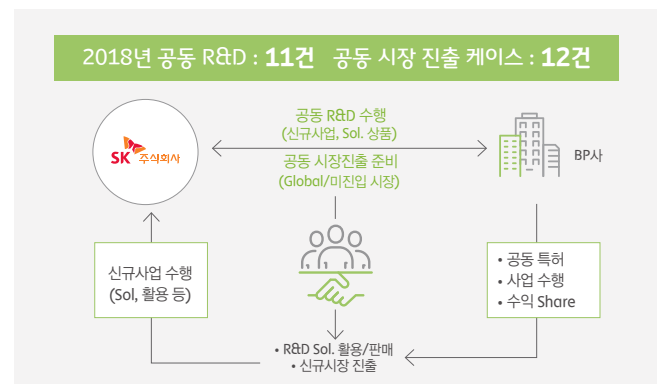 2018년 공동 R&D : 11건 공동 시장 진출 케이스 : 12건
공동 R&D 수행
(신규사업, Sol. 상품)
SK 주식회사
공동 시장진출 준비
(Global/미진입 시장)
BP사
신규사업 수행
(Sol, 활용 등)
• 공동 특허
• 사업 수행
• 수익 Share
• R&D Sol. 활용/판매
• 신규시장 진출